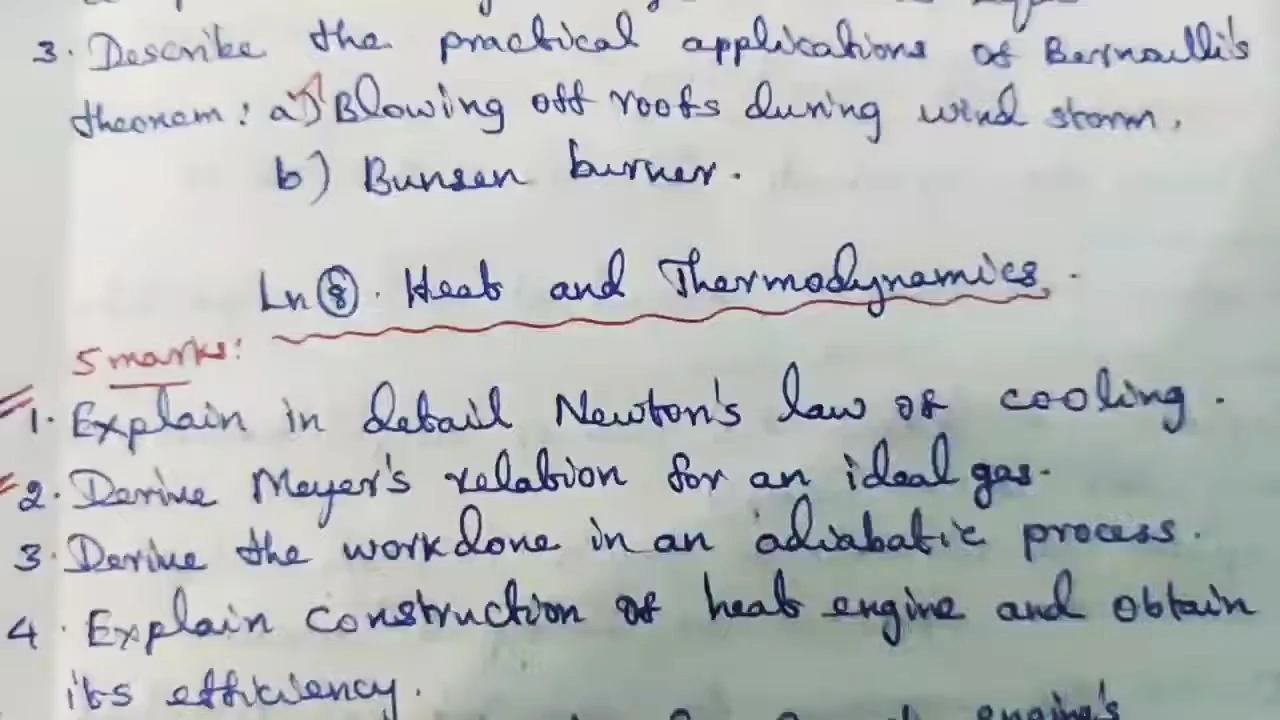 3. Describe the practical applications of Bernoulli's
theorem: a) Blowing off roofs during wind storm.
b) Bunsen burner.
Ln ⑧. Heat and Thermodynamics.
5 marks:
1. Explain in detail Newton's law of cooling.
2. Derive Meyer's relation for an ideal gas.
3. Derive the workdone in an adiabatic process.
4. Explain construction of heat engine and obtain
its efficiency.
engine's